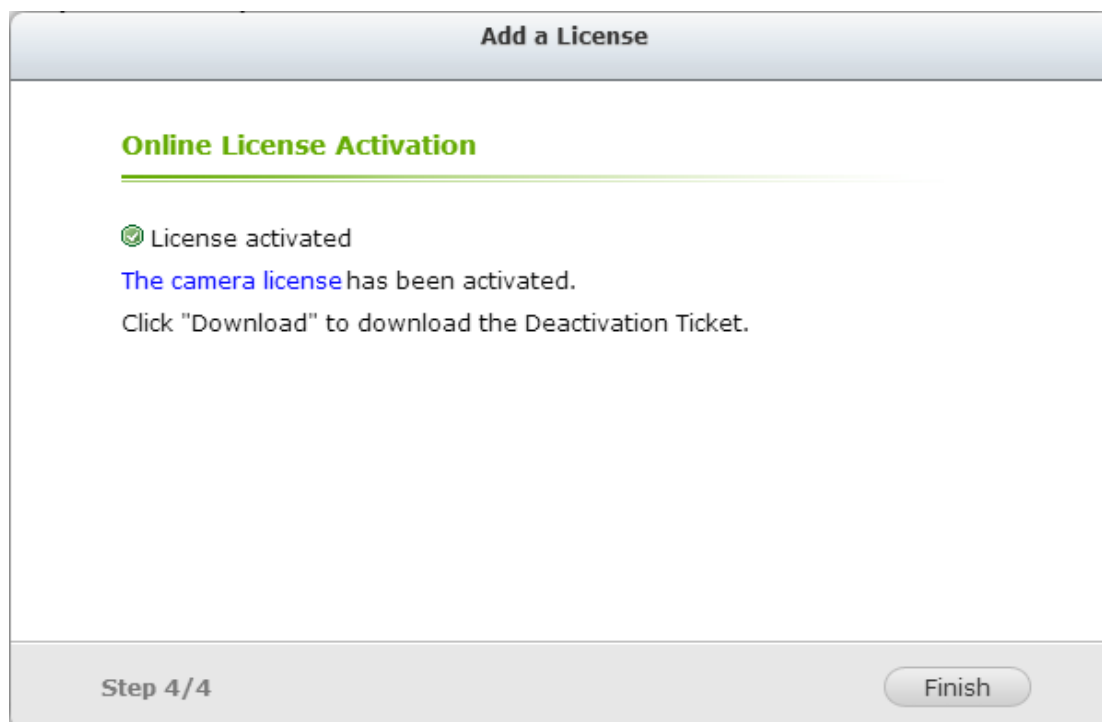 Add a License
Online License Activation
License activated
The camera license has been activated.
Click "Download" to download the Deactivation Ticket.
Step 4/4
Finish